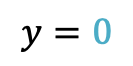 y = 0